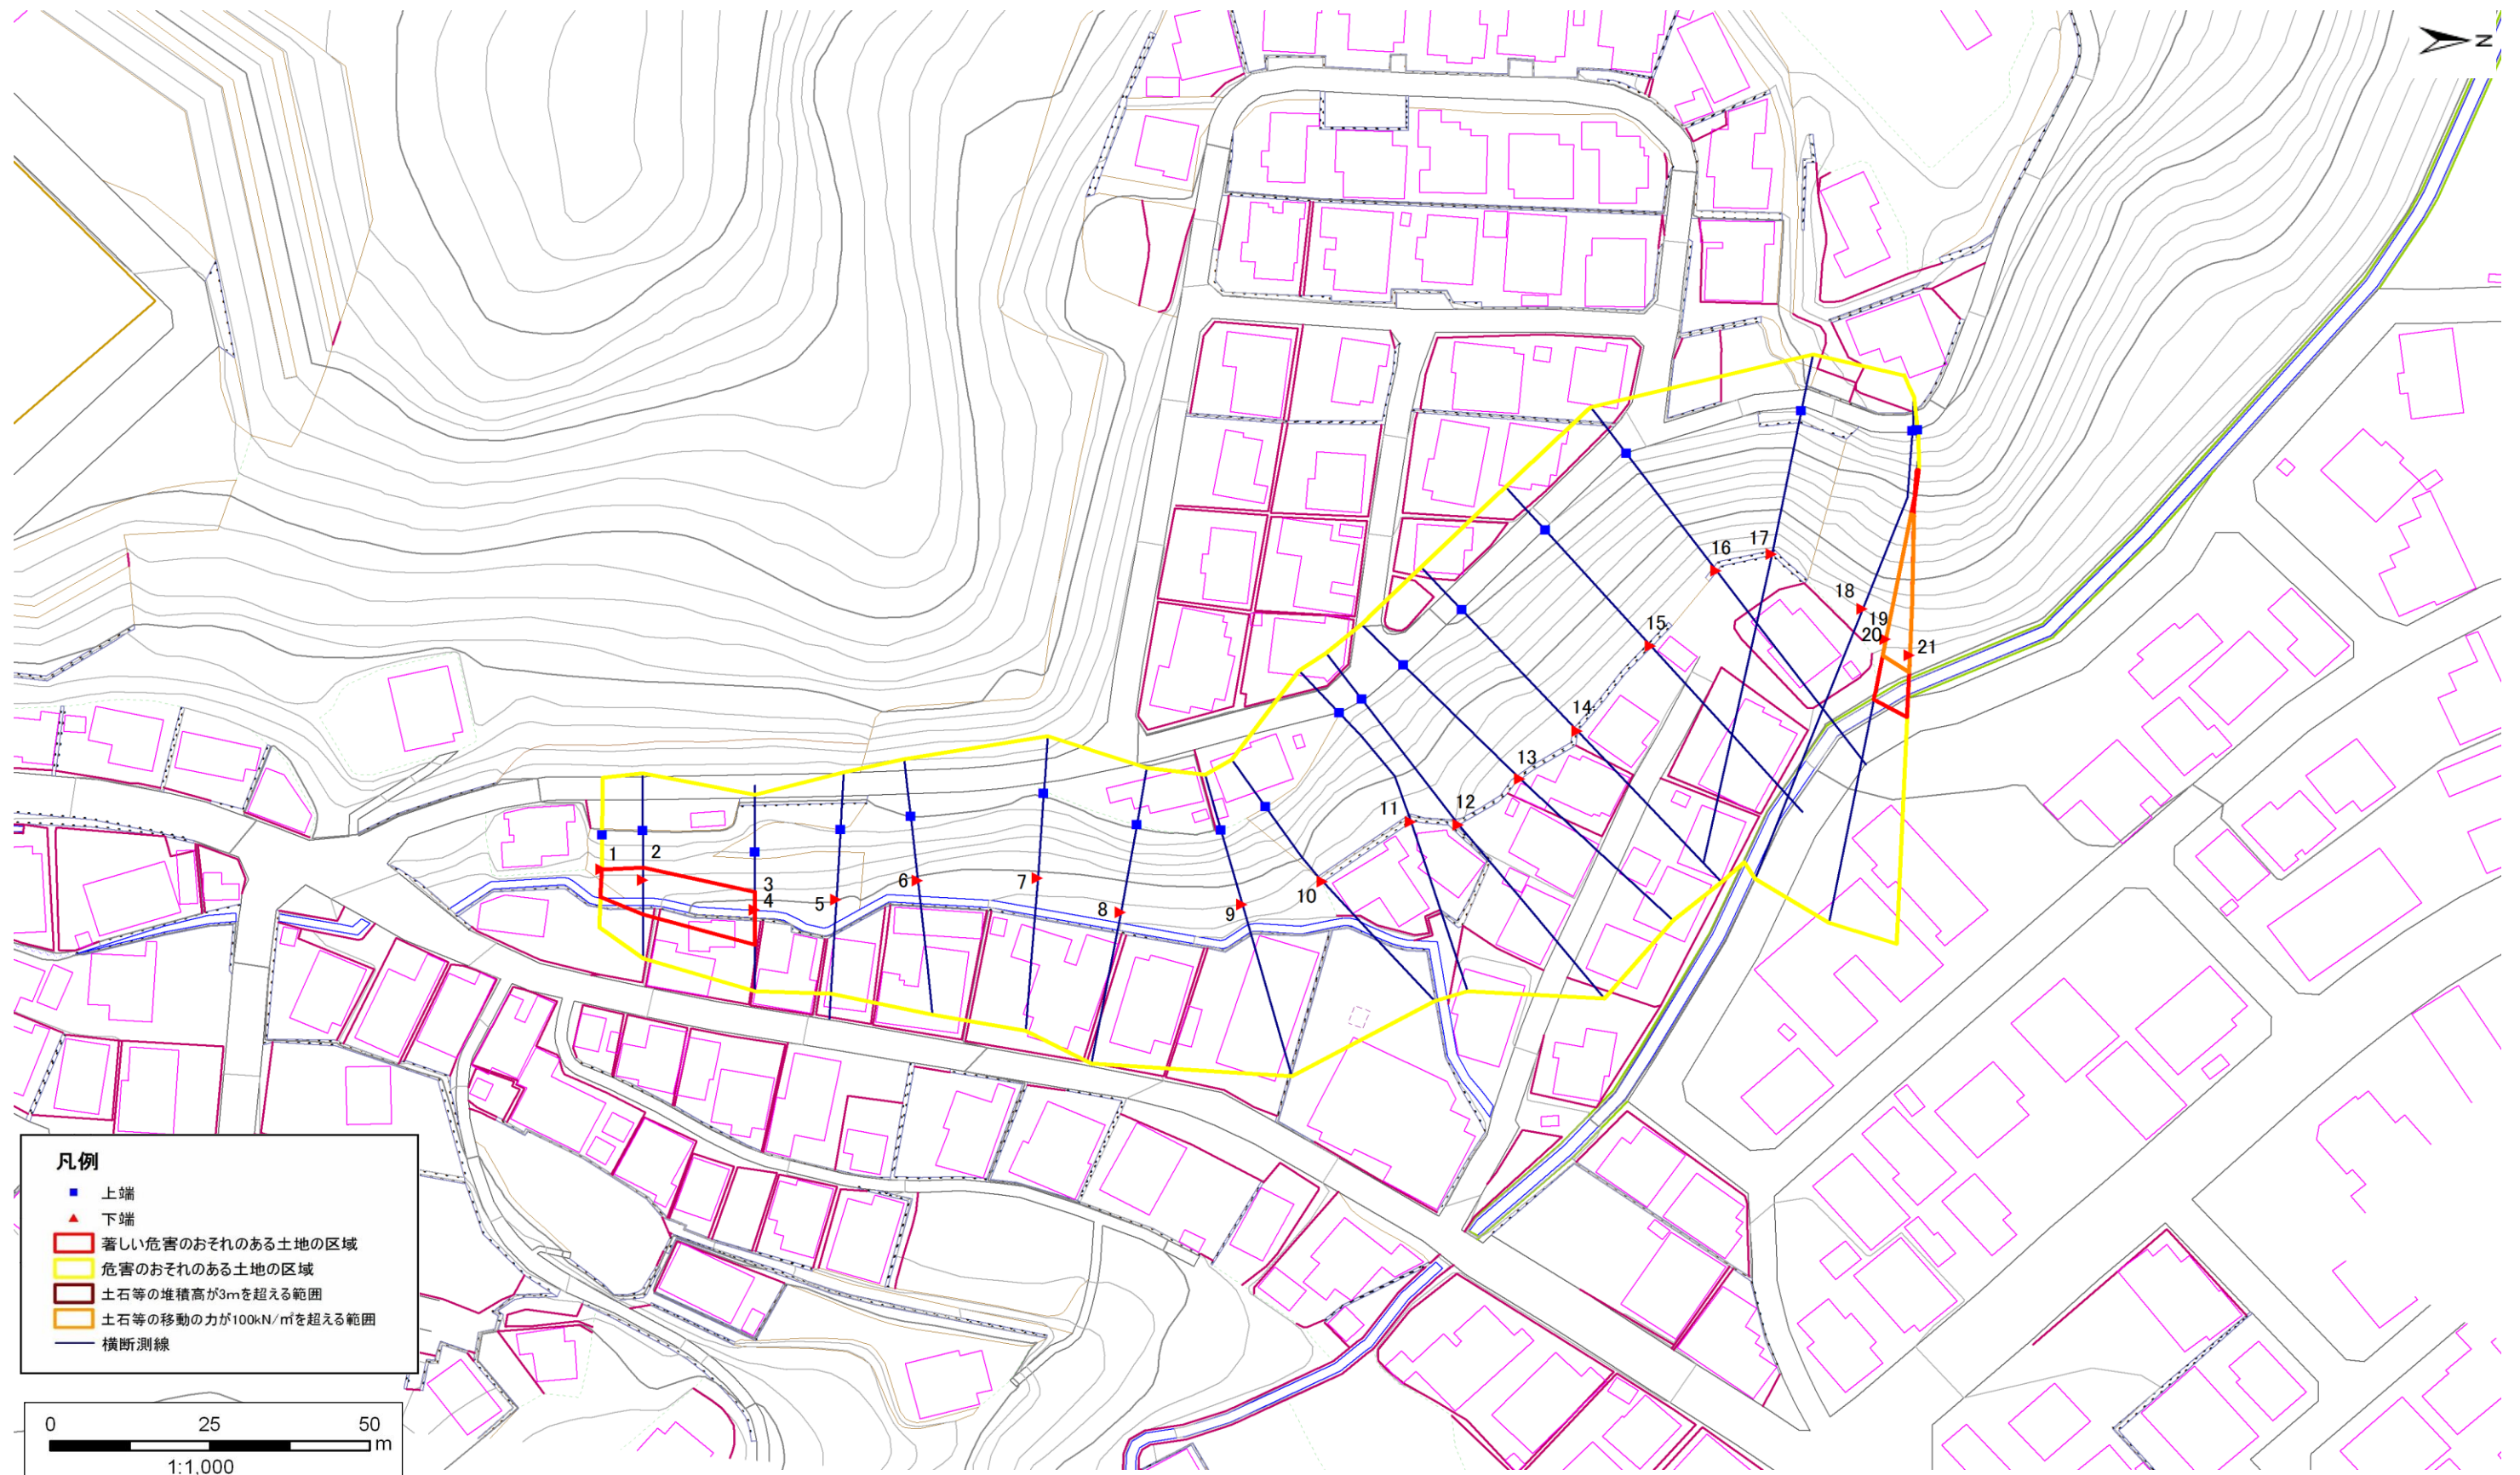 N
16
17
18
19
20
21
15
14
13
12
11
10
1
2
3
4
5
6
7
8
9
凡例
上端
下端
著しい危害のおそれのある土地の区域
危害のおそれのある土地の区域
土石等の堆積高が3mを超える範囲
土石等の移動の力が100kN/㎡を超える範囲
横断測線
0 25 50
m
1:1,000